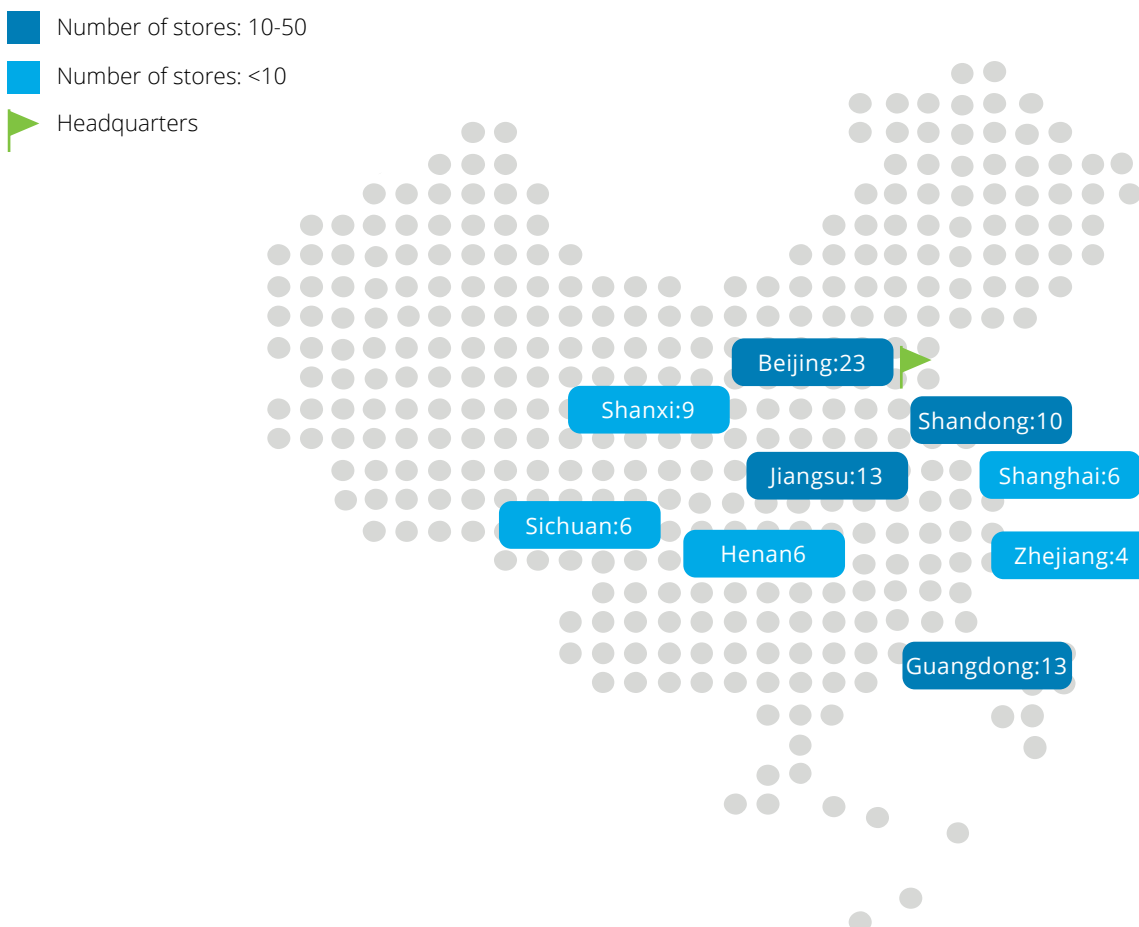 Number of stores: 10-50
Number of stores: <10
Headquarters
Beijing:23
Shanxi:9
Shandong:10
Jiangsu:13
Shanghai:6
Sichuan:6
Henan6
Zhejiang:4
Guangdong:13